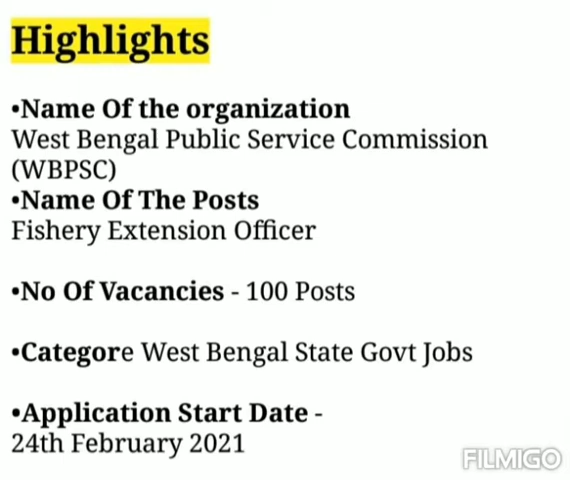 Highlights
•Name Of the organization
West Bengal Public Service Commission
(WBPSC)
•Name Of The Posts
Fishery Extension Officer
•No Of Vacancies - 100 Posts
•Categore West Bengal State Govt Jobs
•Application Start Date -
24th February 2021
FILMIGO